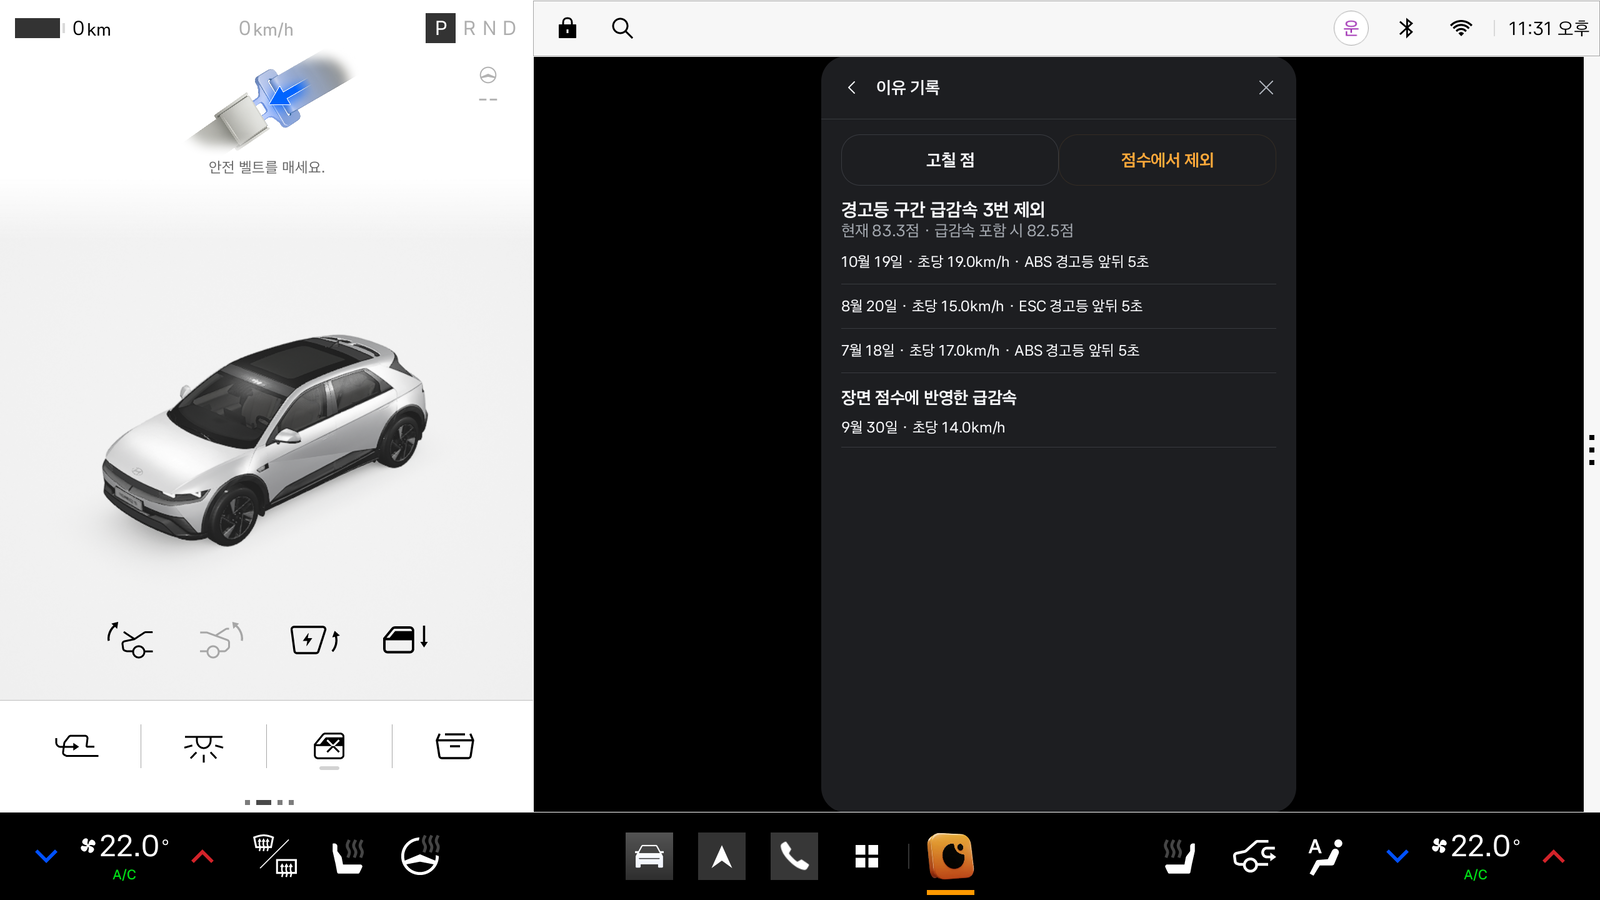 0km
0km/h
P R N D
--
안전 벨트를 매세요.
운
11:31 오후
이유 기록
고칠 점
점수에서 제외
경고등 구간 급감속 3번 제외
현재 83.3점 · 급감속 포함 시 82.5점
10월 19일 · 초당 19.0km/h · ABS 경고등 앞뒤 5초
8월 20일 · 초당 15.0km/h · ESC 경고등 앞뒤 5초
7월 18일 · 초당 17.0km/h · ABS 경고등 앞뒤 5초
장면 점수에 반영한 급감속
9월 30일 · 초당 14.0km/h
22.0°
A/C
A
22.0°
A/C